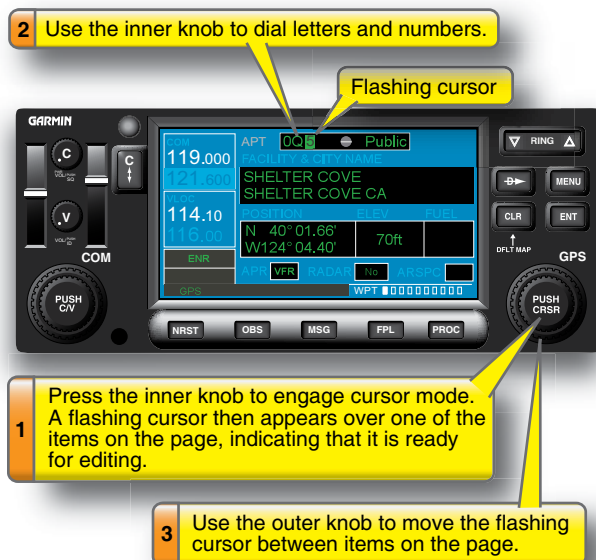 2 Use the inner knob to dial letters and numbers.
Flashing cursor
GARMIN
C
V
COM
PUSH
C/V
C
COM
119.000
121.600
VLOC
114.10
116.00
ENR
GPS
APT 0Q5 Public
FACILITY & CITY NAME
SHELTER COVE
SHELTER COVE CA
POSITION ELEV FUEL
N 40°01.66'
W124°04.40'
70ft
APR VFR RADAR No ARSPC
WPT
NRST OBS MSG FPL PROC
RING
D MENU
CLR ENT
DFLT MAP
GPS
PUSH
CRSR
1 Press the inner knob to engage cursor mode.
A flashing cursor then appears over one of the
items on the page, indicating that it is ready
for editing.
3 Use the outer knob to move the flashing
cursor between items on the page.